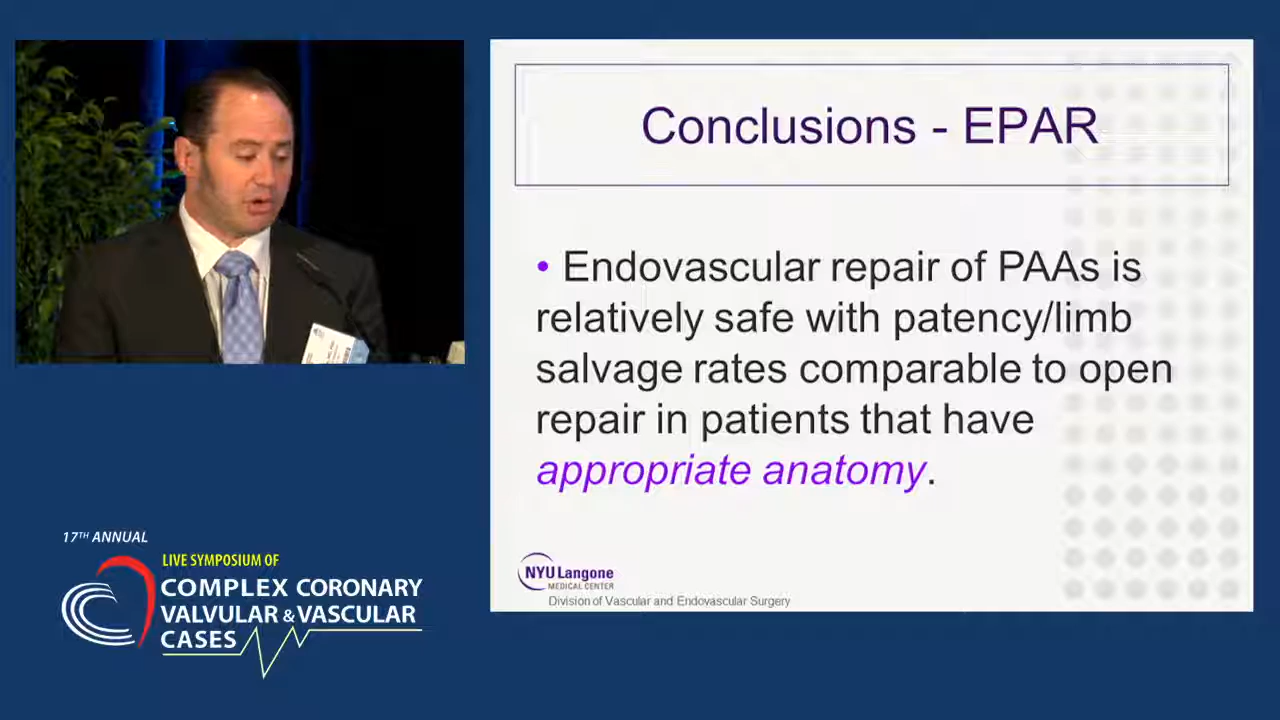 Conclusions - EPAR
• Endovascular repair of PAAs is
relatively safe with patency/limb
salvage rates comparable to open
repair in patients that have
appropriate anatomy.
NYU Langone
MEDICAL CENTER
Division of Vascular and Endovascular Surgery
17TH ANNUAL
LIVE SYMPOSIUM OF
COMPLEX CORONARY
VALVULAR & VASCULAR
CASES